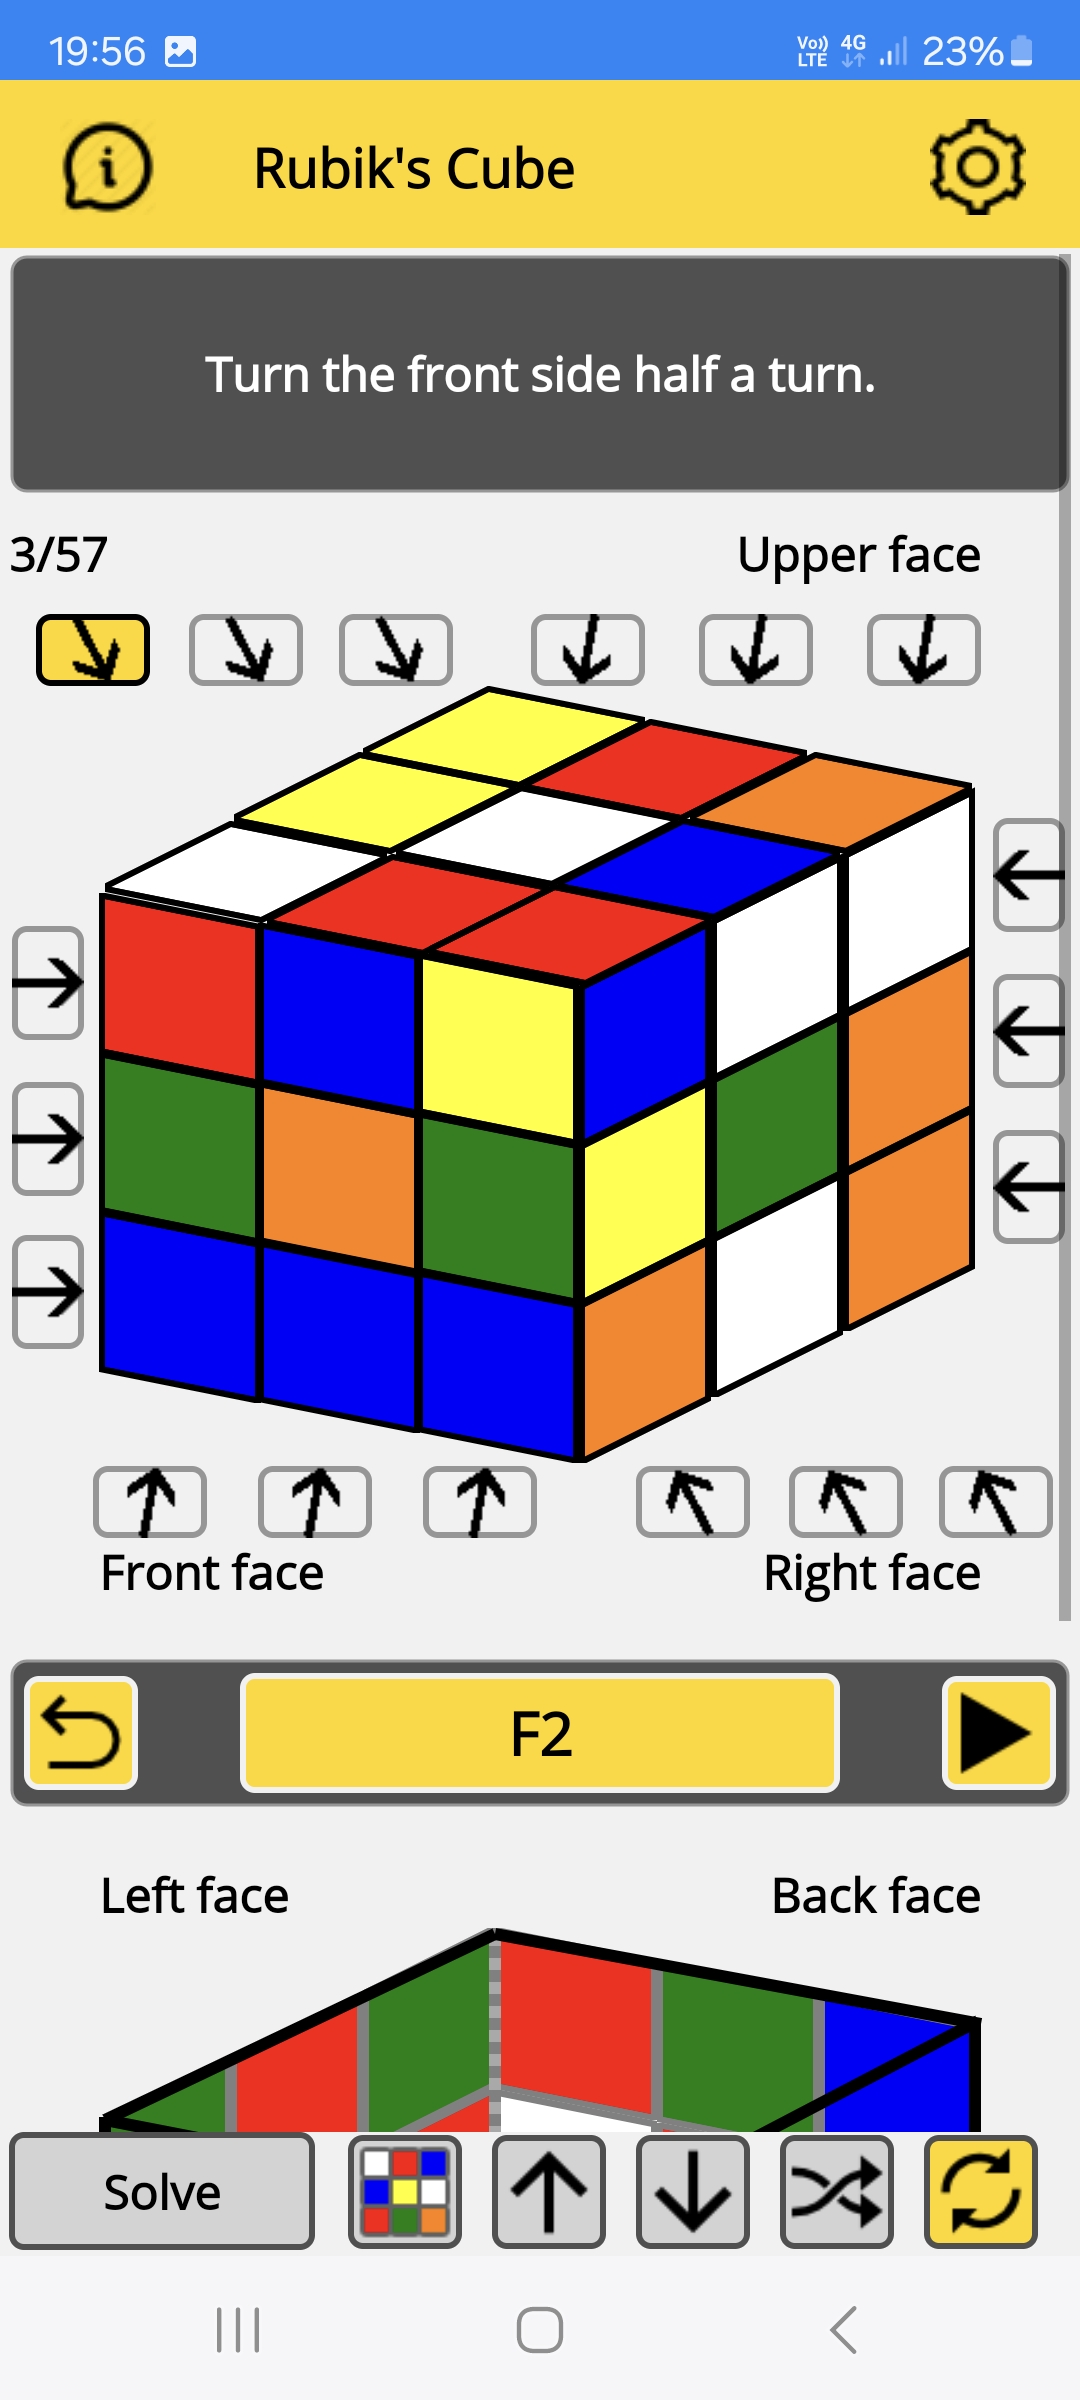 19:56
Vo)) LTE 4G 23%
Rubik's Cube
Turn the front side half a turn.
3/57
Upper face
Front face
Right face
F2
Left face
Back face
Solve